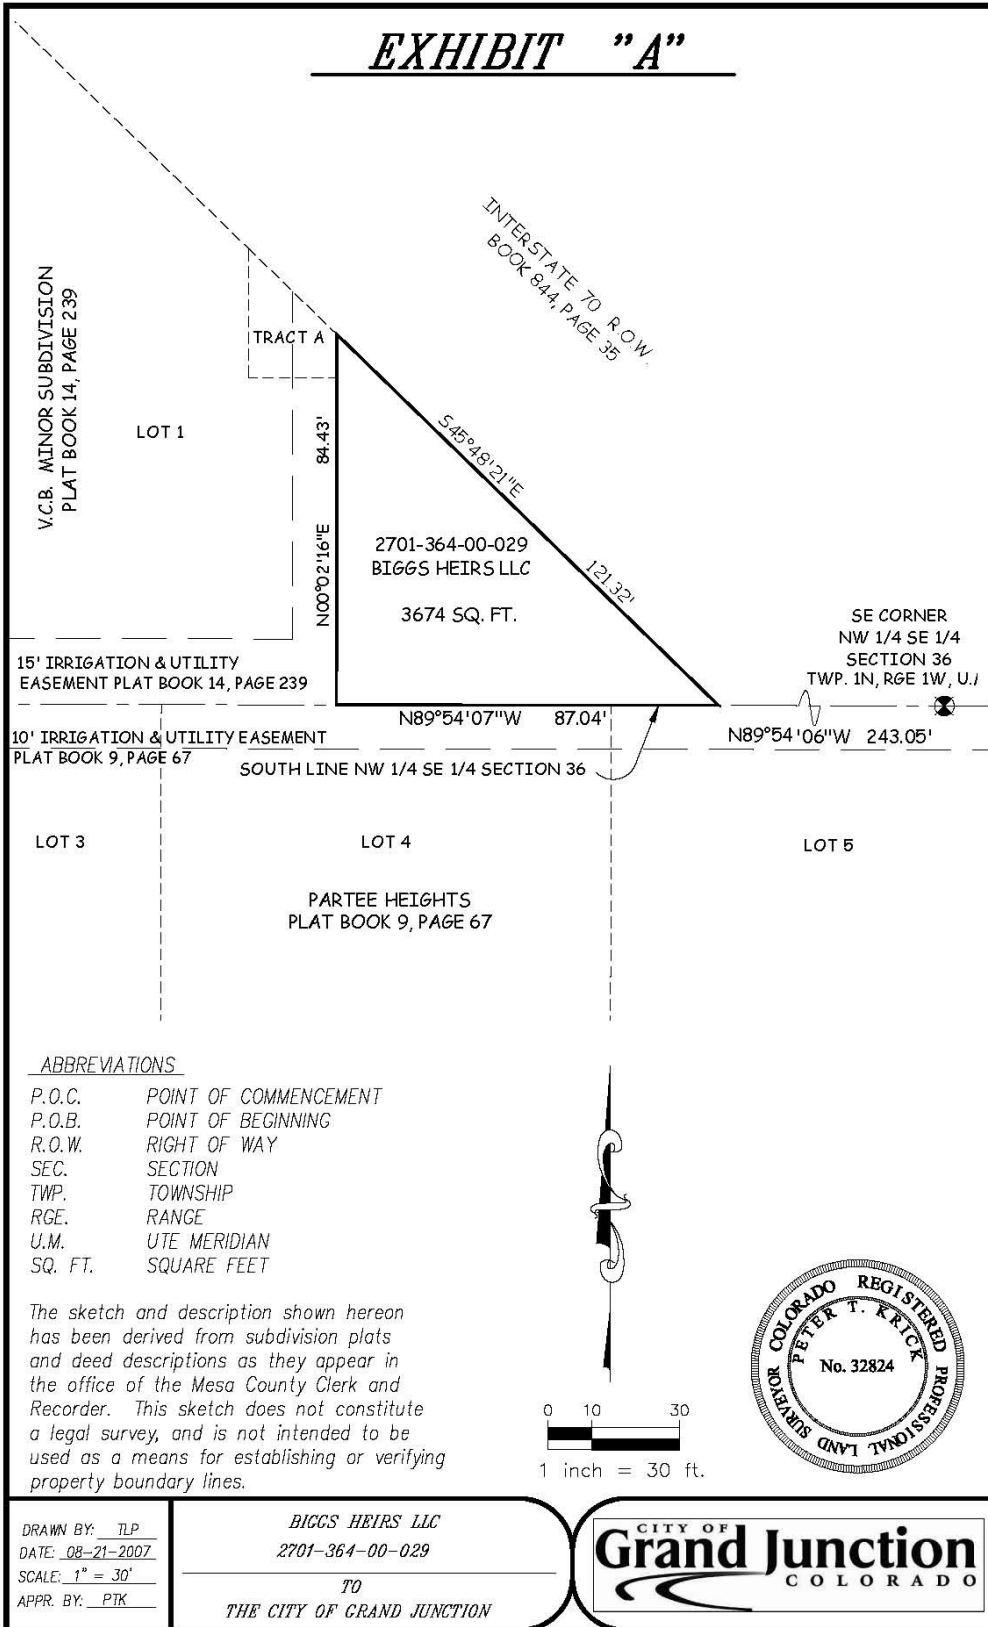 EXHIBIT "A"
INTERSTATE 70 R.O.W.
BOOK 844, PAGE 35
V.C.B. MINOR SUBDIVISION
PLAT BOOK 14, PAGE 239
TRACT A
LOT 1
84.43'
N00°02'16"E
S45°48'21"E
121.32'
2701-364-00-029
BIGGS HEIRS LLC
3674 SQ. FT.
SE CORNER
NW 1/4 SE 1/4
SECTION 36
TWP. 1N, RGE 1W, U.
15' IRRIGATION & UTILITY
EASEMENT PLAT BOOK 14, PAGE 239
N89°54'07"W 87.04'
N89°54'06"W 243.05'
10' IRRIGATION & UTILITY EASEMENT
PLAT BOOK 9, PAGE 67
SOUTH LINE NW 1/4 SE 1/4 SECTION 36
LOT 3
LOT 4
LOT 5
PARTEE HEIGHTS
PLAT BOOK 9, PAGE 67
ABBREVIATIONS
P.O.C. POINT OF COMMENCEMENT
P.O.B. POINT OF BEGINNING
R.O.W. RIGHT OF WAY
SEC. SECTION
TWP. TOWNSHIP
RGE. RANGE
U.M. UTE MERIDIAN
SQ. FT. SQUARE FEET
The sketch and description shown hereon
has been derived from subdivision plats
and deed descriptions as they appear in
the office of the Mesa County Clerk and
Recorder. This sketch does not constitute
a legal survey, and is not intended to be
used as a means for establishing or verifying
property boundary lines.
0 10 30
1 inch = 30 ft.
COLORADO REGISTERED
PROFESSIONAL LAND SURVEYOR
PETER T. KRICK
No. 32824
DRAWN BY: TLP
DATE: 08-21-2007
SCALE: 1" = 30'
APPR. BY: PTK
BIGGS HEIRS LLC
2701-364-00-029
TO
THE CITY OF GRAND JUNCTION
CITY OF
Grand Junction
COLORADO